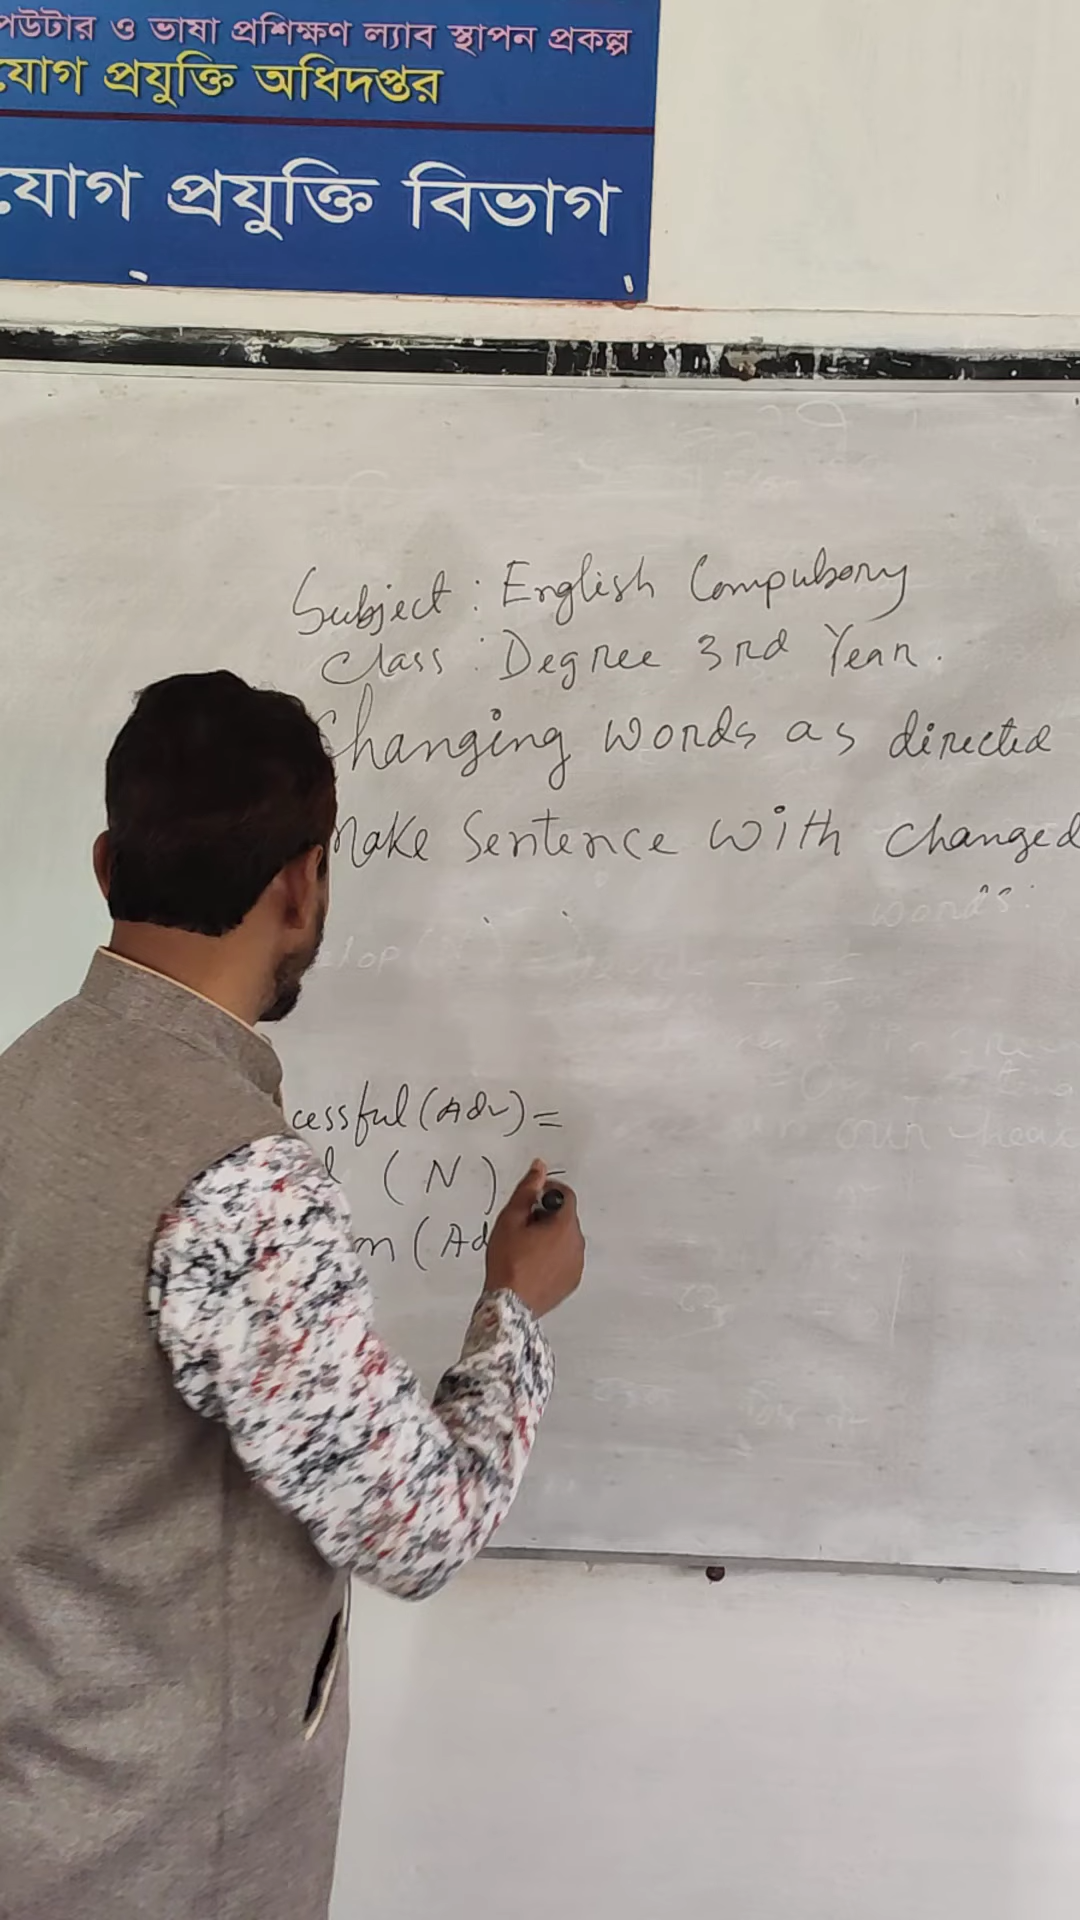 পউটার ও ভাষা প্রশিক্ষণ ল্যাব স্থাপন প্রকল্প
যোগ প্রযুক্তি অধিদপ্তর
যোগ প্রযুক্তি বিভাগ
Subject : English Compulsory
Class : Degree 3rd Year.
Changing words as directed
Make Sentence with changed
words:
cessful (Adv) =
(N) =
m (Ad